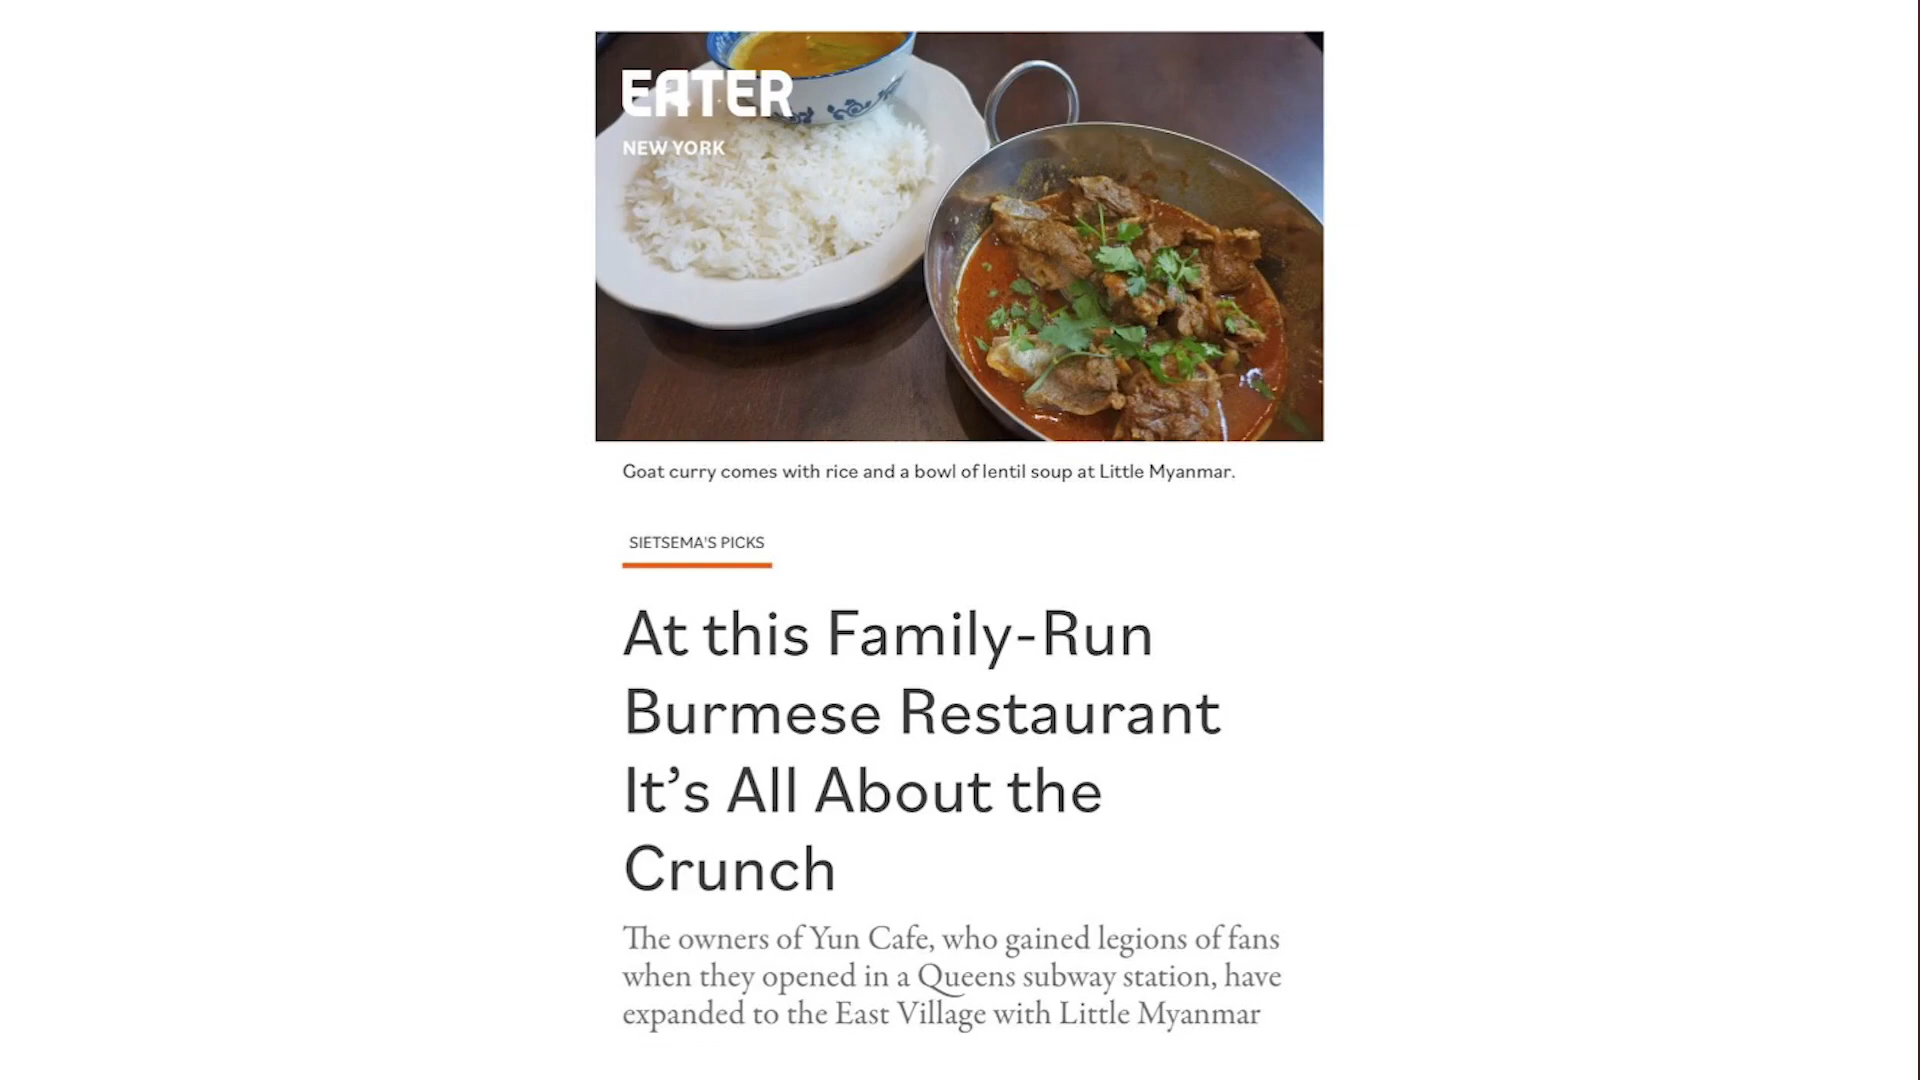 EATER
NEW YORK
Goat curry comes with rice and a bowl of lentil soup at Little Myanmar.
SIETSEMA'S PICKS
At this Family-Run
Burmese Restaurant
It’s All About the
Crunch
The owners of Yun Cafe, who gained legions of fans
when they opened in a Queens subway station, have
expanded to the East Village with Little Myanmar